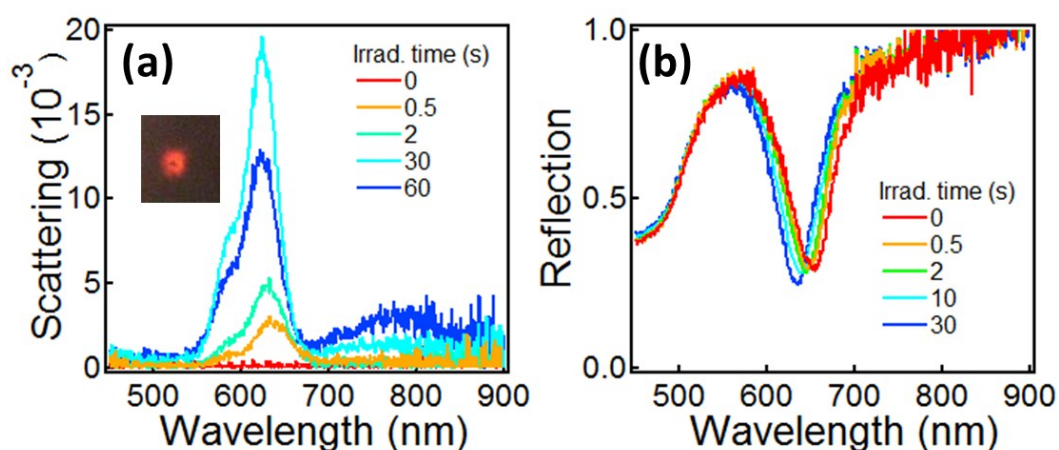 (a)
Scattering (10⁻³)
20
15
10
5
0
Irrad. time (s)
0
0.5
2
30
60
500 600 700 800 900
Wavelength (nm)
(b)
Reflection
1.0
0.5
0.0
Irrad. time (s)
0
0.5
2
10
30
500 600 700 800 900
Wavelength (nm)